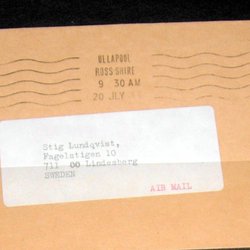 ULLAPOOL
ROSS-SHIRE
9 30 AM
20 JLY
Stig Lundqvist,
Fagelstigen 10
711 00 Lindesberg
SWEDEN
AIR MAIL